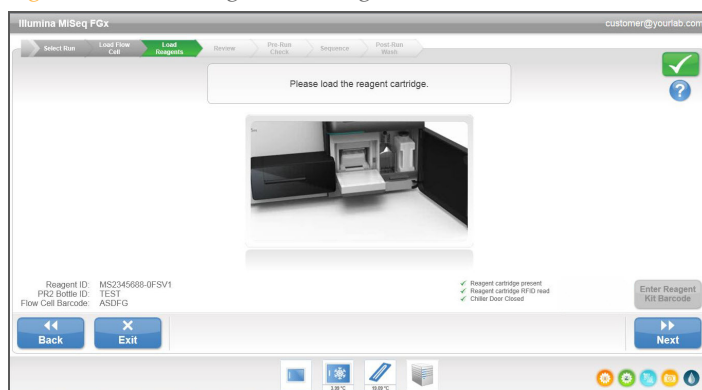 Illumina MiSeq FGx
customer@yourlab.com
Select Run
Load Flow
Cell
Load
Reagents
Review
Pre-Run
Check
Sequence
Post-Run
Wash
Please load the reagent cartridge.
Reagent ID: MS2345688-0FSV1
PR2 Bottle ID: TEST
Flow Cell Barcode: ASDFG
Reagent cartridge present
Reagent cartridge RFID read
Chiller Door Closed
Enter Reagent
Kit Barcode
Back
Exit
Next